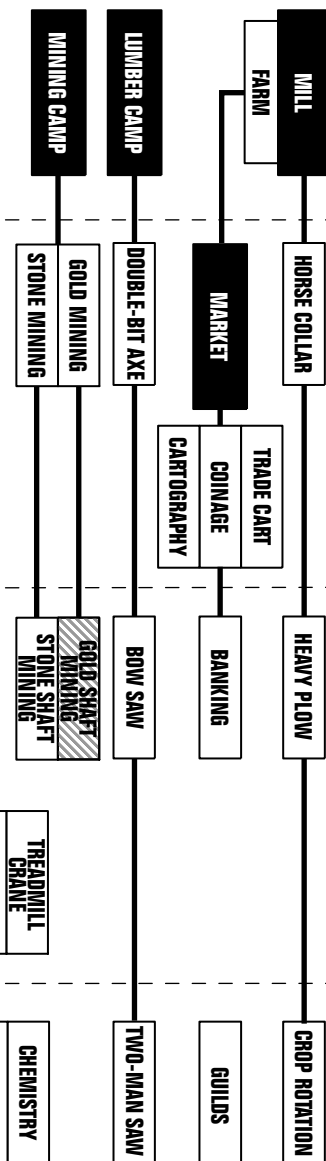 MILL
FARM
HORSE COLLAR
HEAVY PLOW
CROP ROTATION
MARKET
TRADE CART
COINAGE
CARTOGRAPHY
BANKING
GUILDS
LUMBER CAMP
DOUBLE-BIT AXE
BOW SAW
TWO-MAN SAW
MINING CAMP
GOLD MINING
STONE MINING
GOLD SHAFT
MINING
STONE SHAFT
MINING
TREADMILL
CRANE
CHEMISTRY